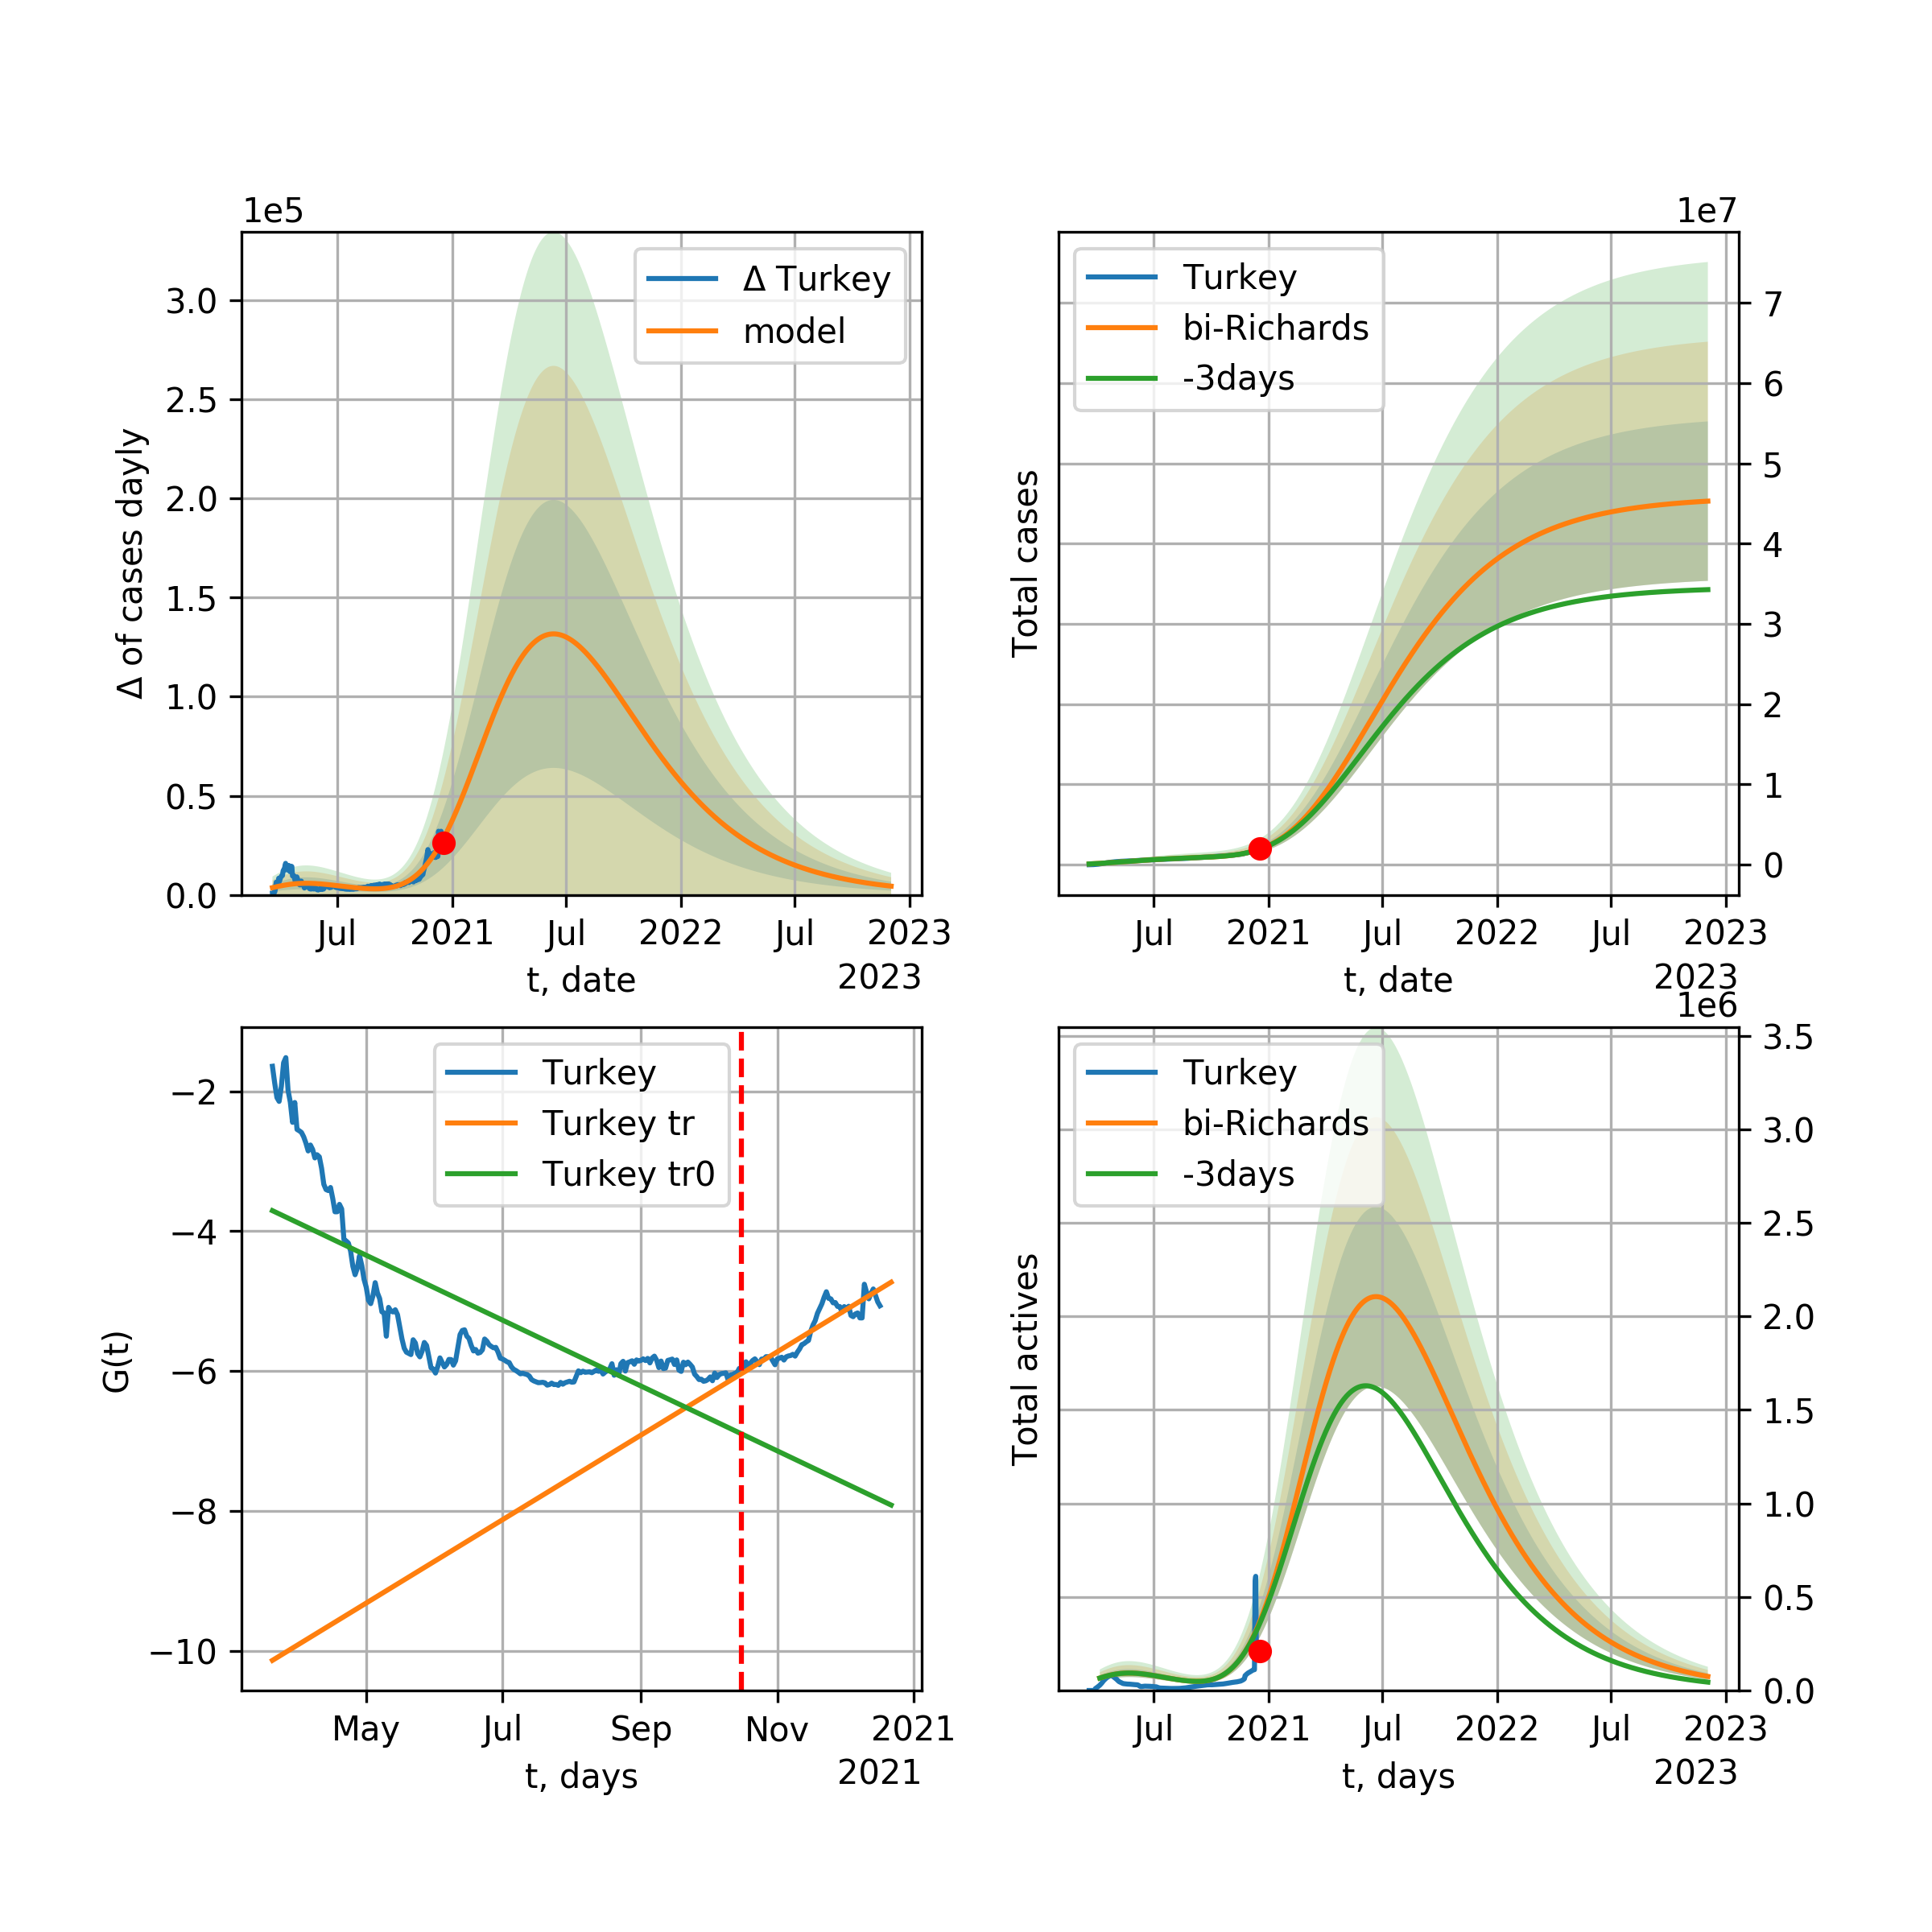 1e5
Δ of cases dayly
3.0
2.5
2.0
1.5
1.0
0.5
0.0
Δ Turkey
model
Jul
2021
Jul
2022
Jul
2023
t, date
2023
1e7
Total cases
Turkey
bi-Richards
-3days
7
6
5
4
3
2
1
0
Jul
2021
Jul
2022
Jul
2023
t, date
2023
G(t)
−2
−4
−6
−8
−10
Turkey
Turkey tr
Turkey tr0
May
Jul
Sep
Nov
2021
t, days
2021
1e6
Total actives
Turkey
bi-Richards
-3days
3.5
3.0
2.5
2.0
1.5
1.0
0.5
0.0
Jul
2021
Jul
2022
Jul
2023
t, days
2023